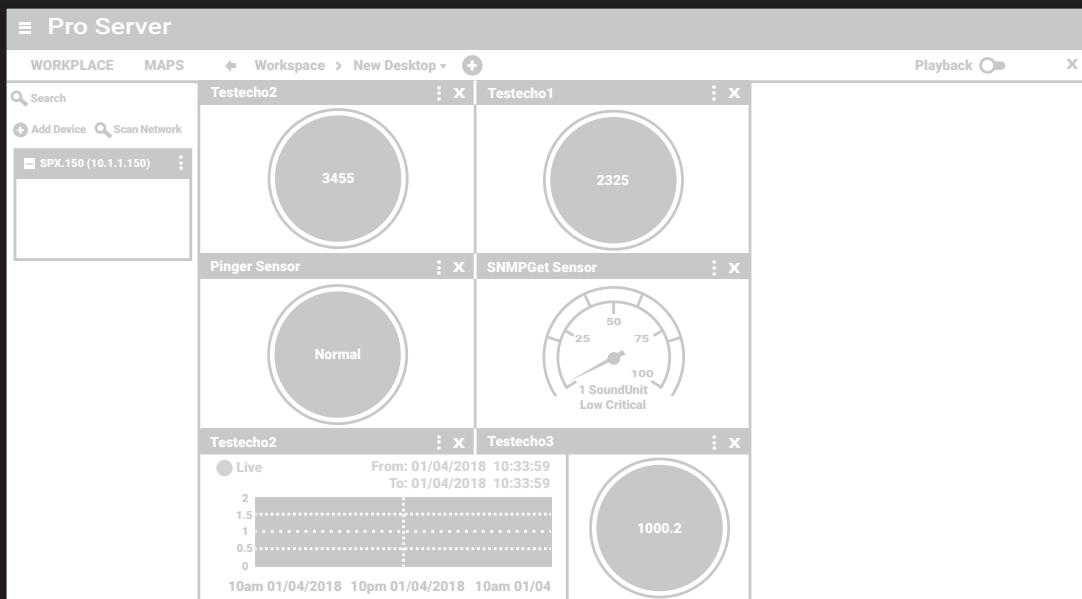 Pro Server
WORKPLACE MAPS Workspace > New Desktop Playback X
Search
Add Device Scan Network
SPX.150 (10.1.1.150)
Testecho2 X
3455
Testecho1 X
2325
Pinger Sensor X
Normal
SNMPGet Sensor X
50
25 75
100
1 SoundUnit
Low Critical
Testecho2 X
Live From: 01/04/2018 10:33:59
To: 01/04/2018 10:33:59
2
1.5
1
0.5
0
10am 01/04/2018 10pm 01/04/2018 10am 01/04
Testecho3 X
1000.2